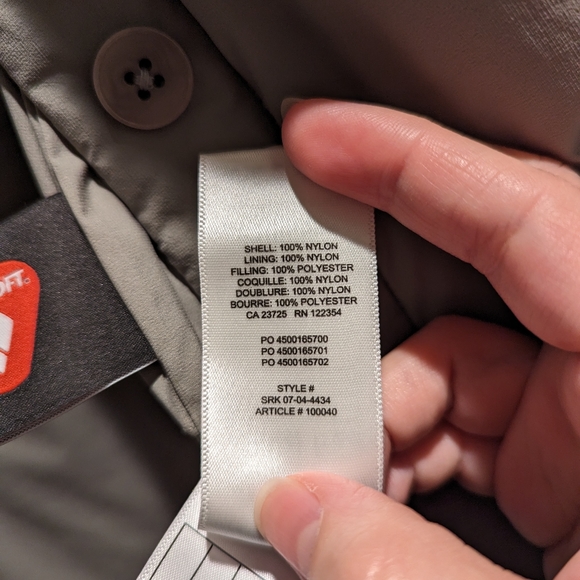 SHELL: 100% NYLON
LINING: 100% NYLON
FILLING: 100% POLYESTER
COQUILLE: 100% NYLON
DOUBLURE: 100% NYLON
BOURRE: 100% POLYESTER
CA 23725 RN 122354
PO 4500165700
PO 4500165701
PO 4500165702
STYLE #
SRK 07-04-4434
ARTICLE # 100040